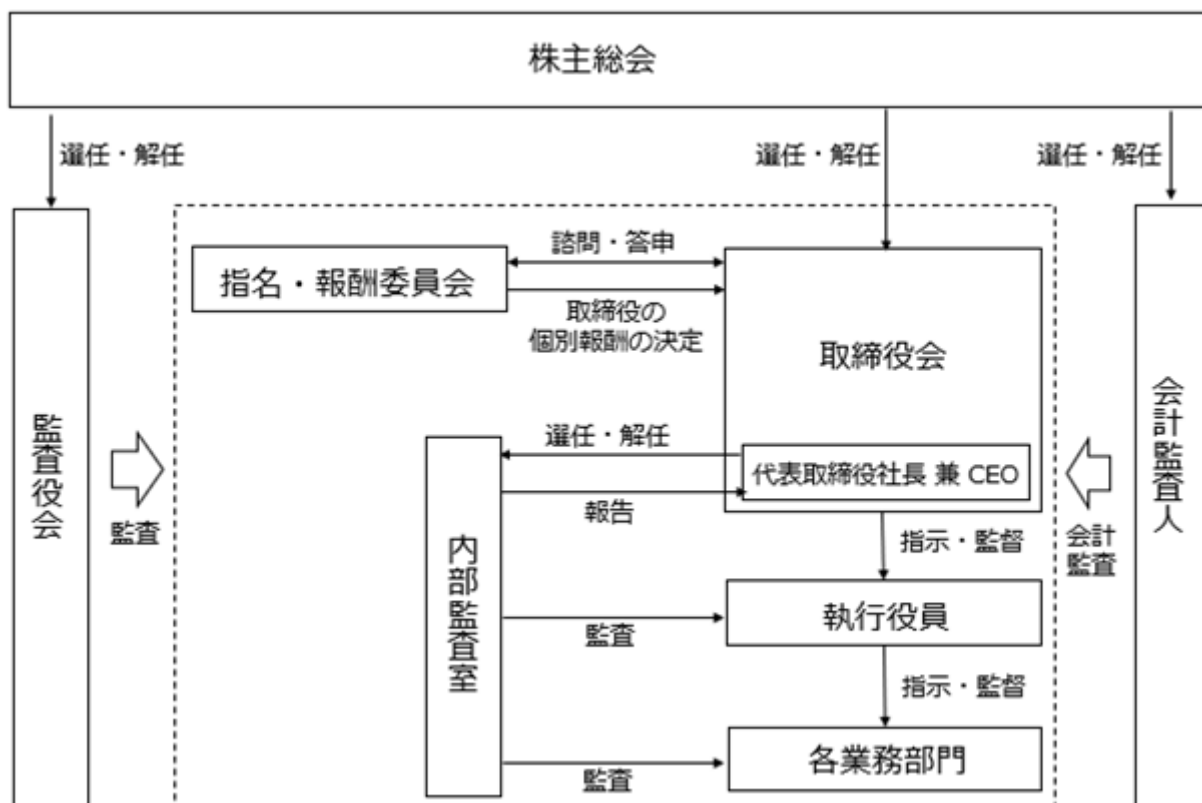 株主総会
選任・解任
選任・解任
選任・解任
諮問・答申
指名・報酬委員会
取締役の
個別報酬の決定
取締役会
監査役会
監査
選任・解任
代表取締役社長 兼 CEO
報告
会計監査人
会計
監査
指示・監督
内部監査室
執行役員
監査
指示・監督
各業務部門
監査